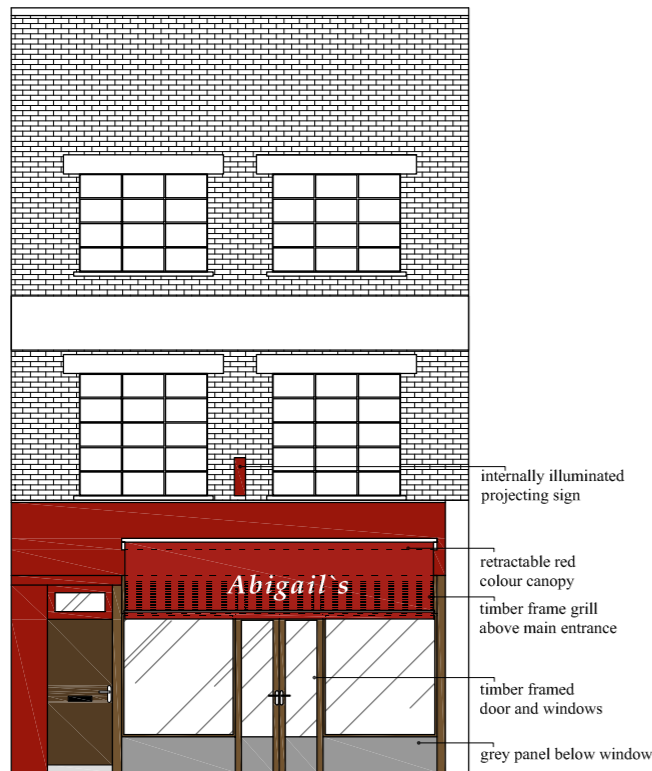 internally illuminated
projecting sign
retractable red
colour canopy
Abigail`s
timber frame grill
above main entrance
timber framed
door and windows
grey panel below window